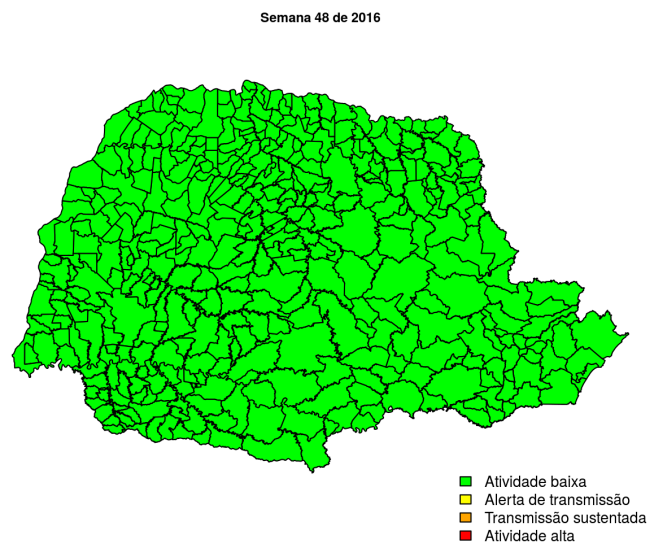 Semana 48 de 2016
Atividade baixa
Alerta de transmissão
Transmissão sustentada
Atividade alta